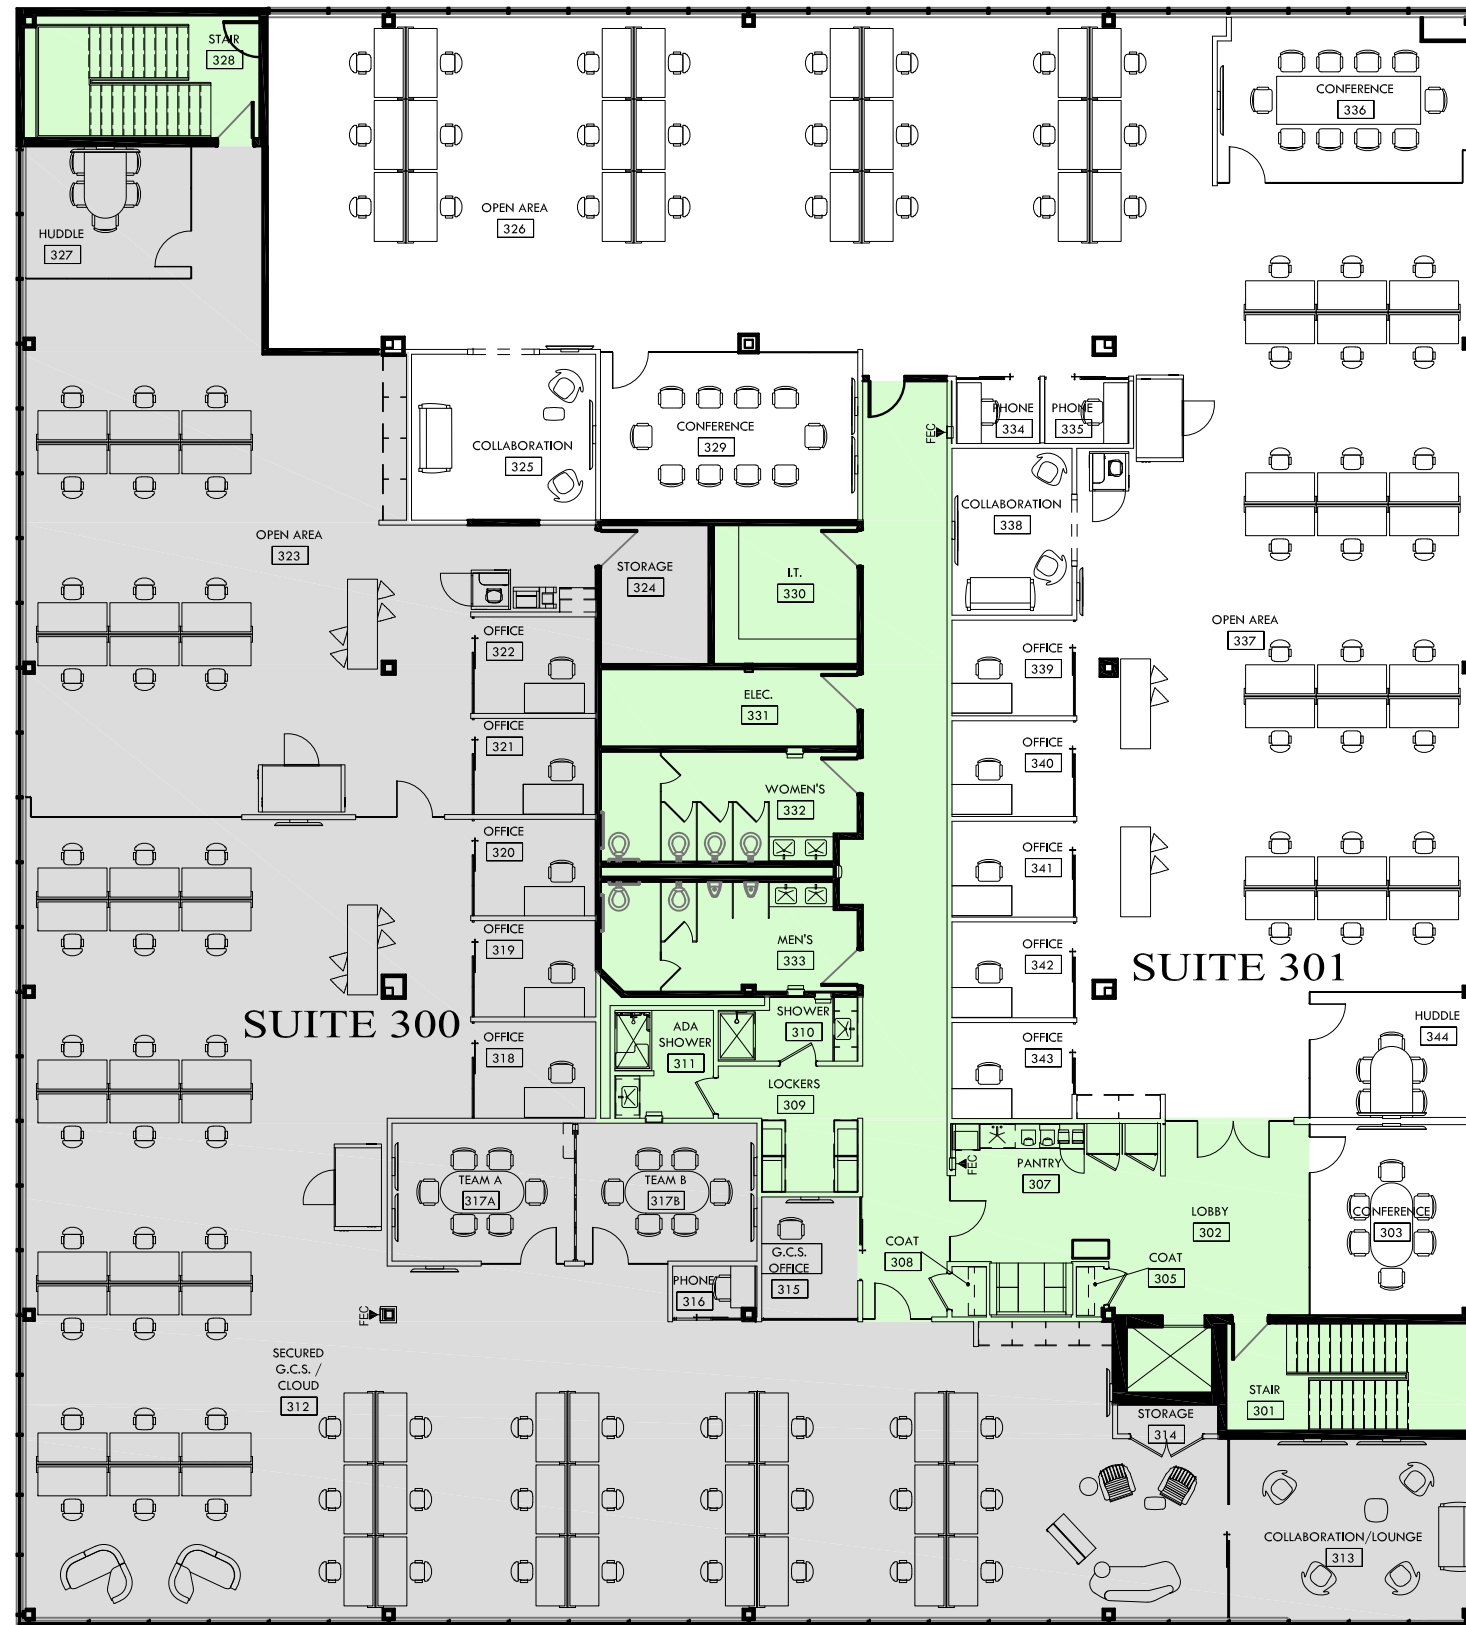 STAIR
328
CONFERENCE
336
OPEN AREA
326
HUDDLE
327
COLLABORATION
325
CONFERENCE
329
PHONE
334
PHONE
335
FEC
COLLABORATION
338
OPEN AREA
323
STORAGE
324
I.T.
330
OFFICE
322
OFFICE
339
OPEN AREA
337
ELEC.
331
OFFICE
321
OFFICE
340
WOMEN'S
332
OFFICE
320
OFFICE
341
MEN'S
333
OFFICE
319
OFFICE
342
SUITE 301
SUITE 300
SHOWER
310
ADA
SHOWER
311
OFFICE
318
OFFICE
343
HUDDLE
344
LOCKERS
309
TEAM A
317A
TEAM B
317B
FEC
PANTRY
307
LOBBY
302
CONFERENCE
303
G.C.S.
OFFICE
315
COAT
308
COAT
305
PHONE
316
FEC
SECURED
G.C.S. /
CLOUD
312
STAIR
301
STORAGE
314
COLLABORATION/LOUNGE
313